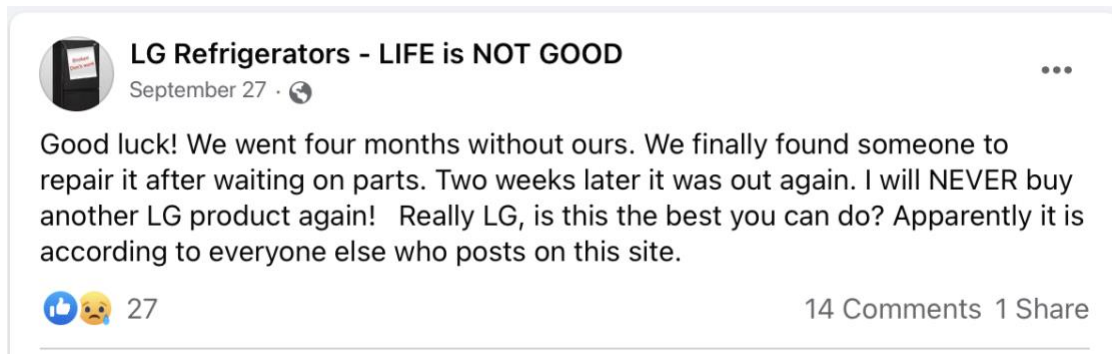 LG Refrigerators - LIFE is NOT GOOD
September 27 ·
Good luck! We went four months without ours. We finally found someone to
repair it after waiting on parts. Two weeks later it was out again. I will NEVER buy
another LG product again!   Really LG, is this the best you can do? Apparently it is
according to everyone else who posts on this site.
27
14 Comments 1 Share